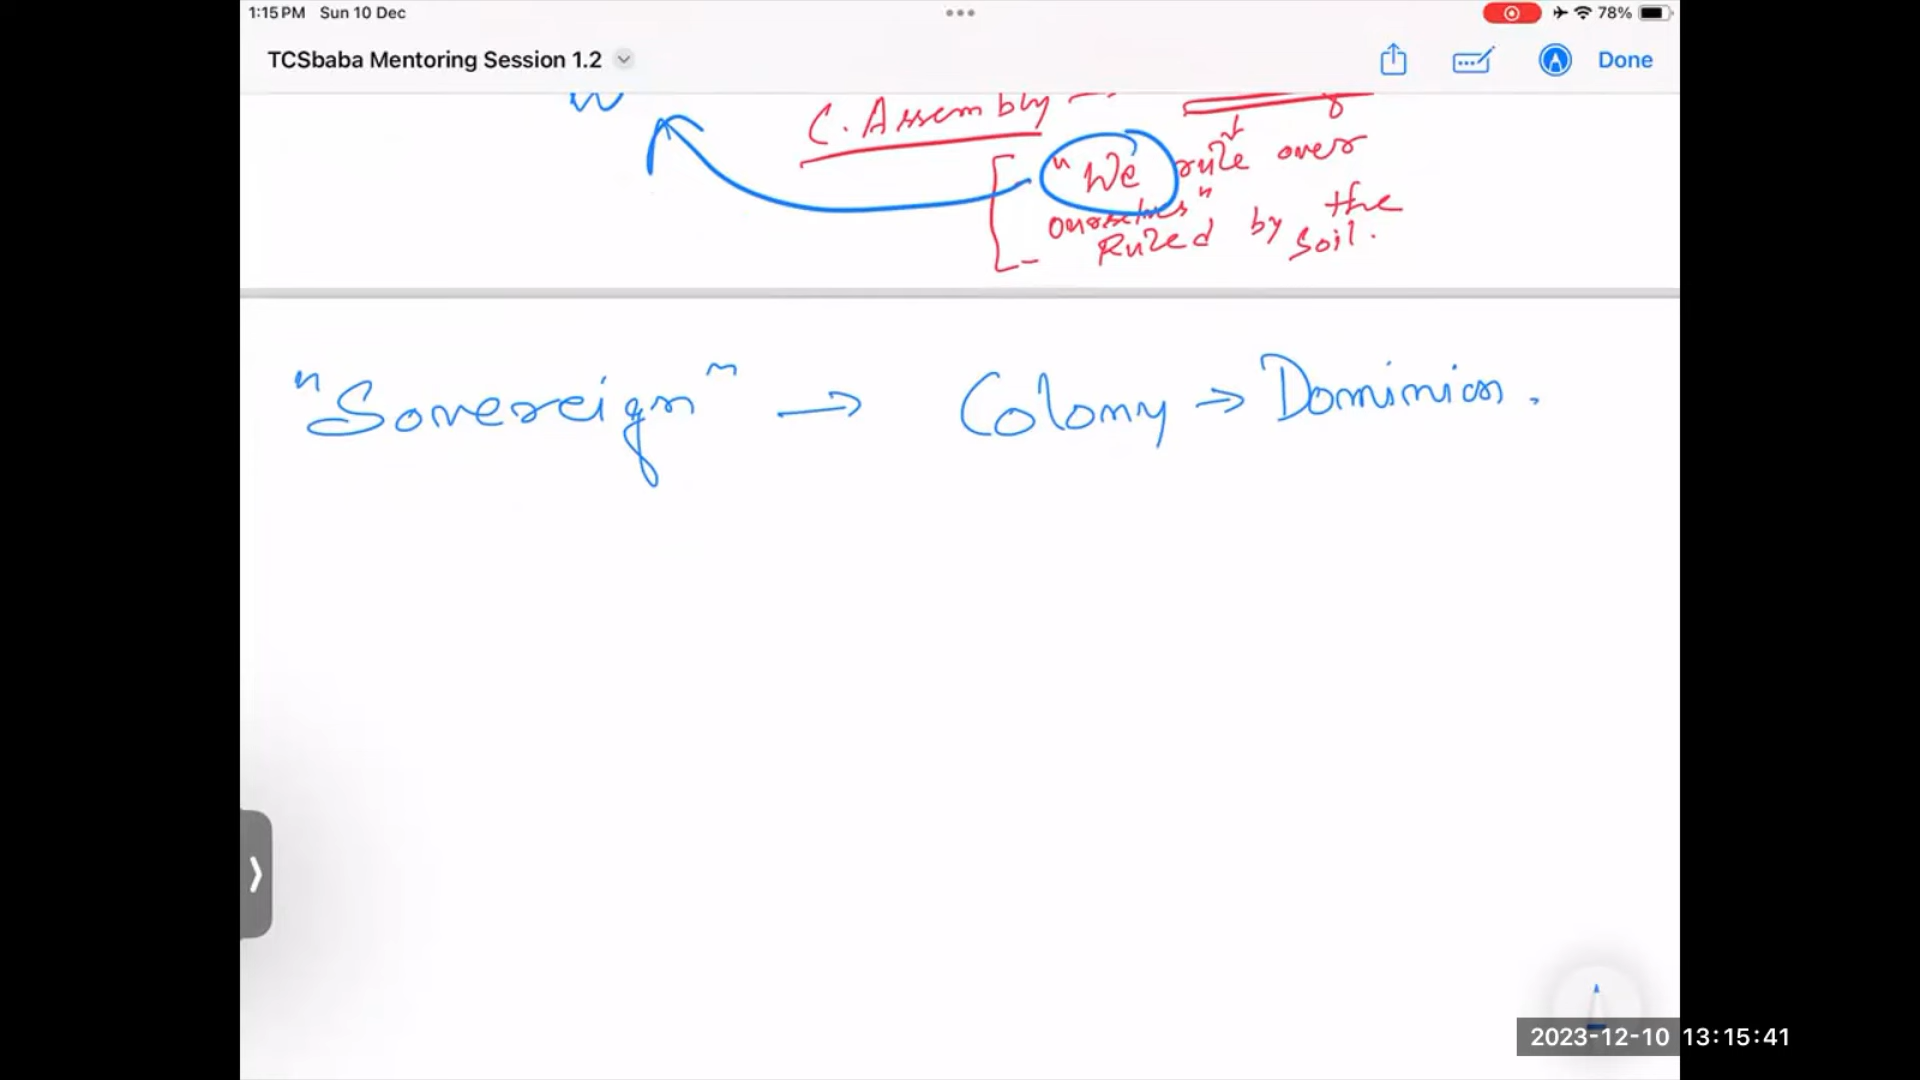 1:15 PM Sun 10 Dec
78%
TCSbaba Mentoring Session 1.2
Done
C. Assembly →
"We rule over
ourselves"
Ruled by the
Soil.
"Sovereign" → Colony → Dominion.
2023-12-10 13:15:41